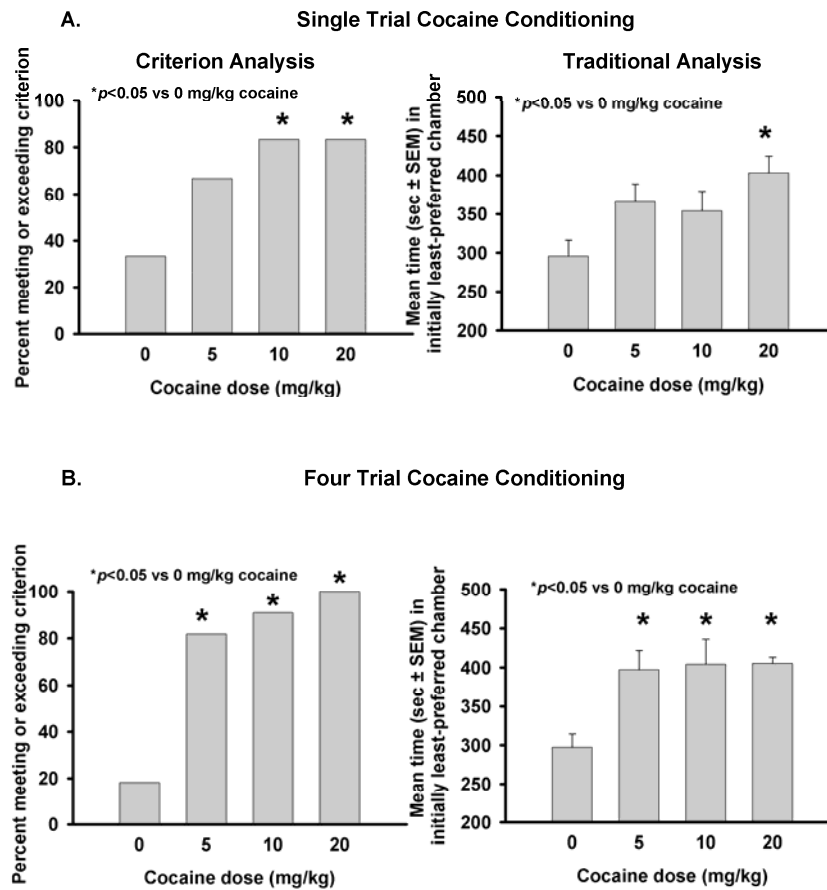 A. Single Trial Cocaine Conditioning
Criterion Analysis
*p<0.05 vs 0 mg/kg cocaine
Percent meeting or exceeding criterion
100
80
60
40
20
0
* *
0 5 10 20
Cocaine dose (mg/kg)
Traditional Analysis
*p<0.05 vs 0 mg/kg cocaine
Mean time (sec ± SEM) in
initially least-preferred chamber
500
450
400
350
300
250
200
*
0 5 10 20
Cocaine dose (mg/kg)
B. Four Trial Cocaine Conditioning
*p<0.05 vs 0 mg/kg cocaine
Percent meeting or exceeding criterion
100
80
60
40
20
0
* * *
0 5 10 20
Cocaine dose (mg/kg)
*p<0.05 vs 0 mg/kg cocaine
Mean time (sec ± SEM) in
initially least-preferred chamber
500
450
400
350
300
250
200
* * *
0 5 10 20
Cocaine dose (mg/kg)